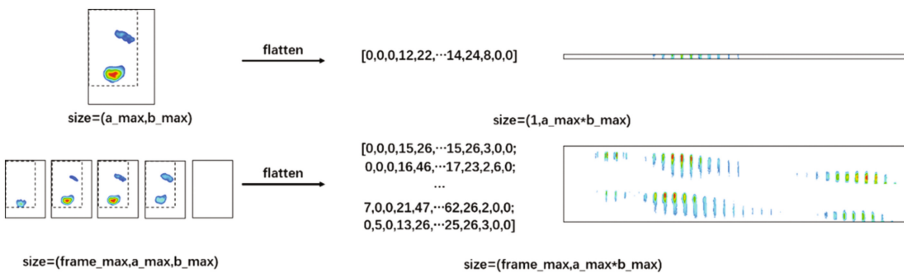 flatten
[0,0,0,12,22,···14,24,8,0,0]
size=(a_max,b_max)
size=(1,a_max*b_max)
flatten
[0,0,0,15,26,···15,26,3,0,0;
0,0,0,16,46,···17,23,2,6,0;
...
7,0,0,21,47,···62,26,2,0,0;
0,5,0,13,26,···25,26,3,0,0]
size=(frame_max,a_max,b_max)
size=(frame_max,a_max*b_max)